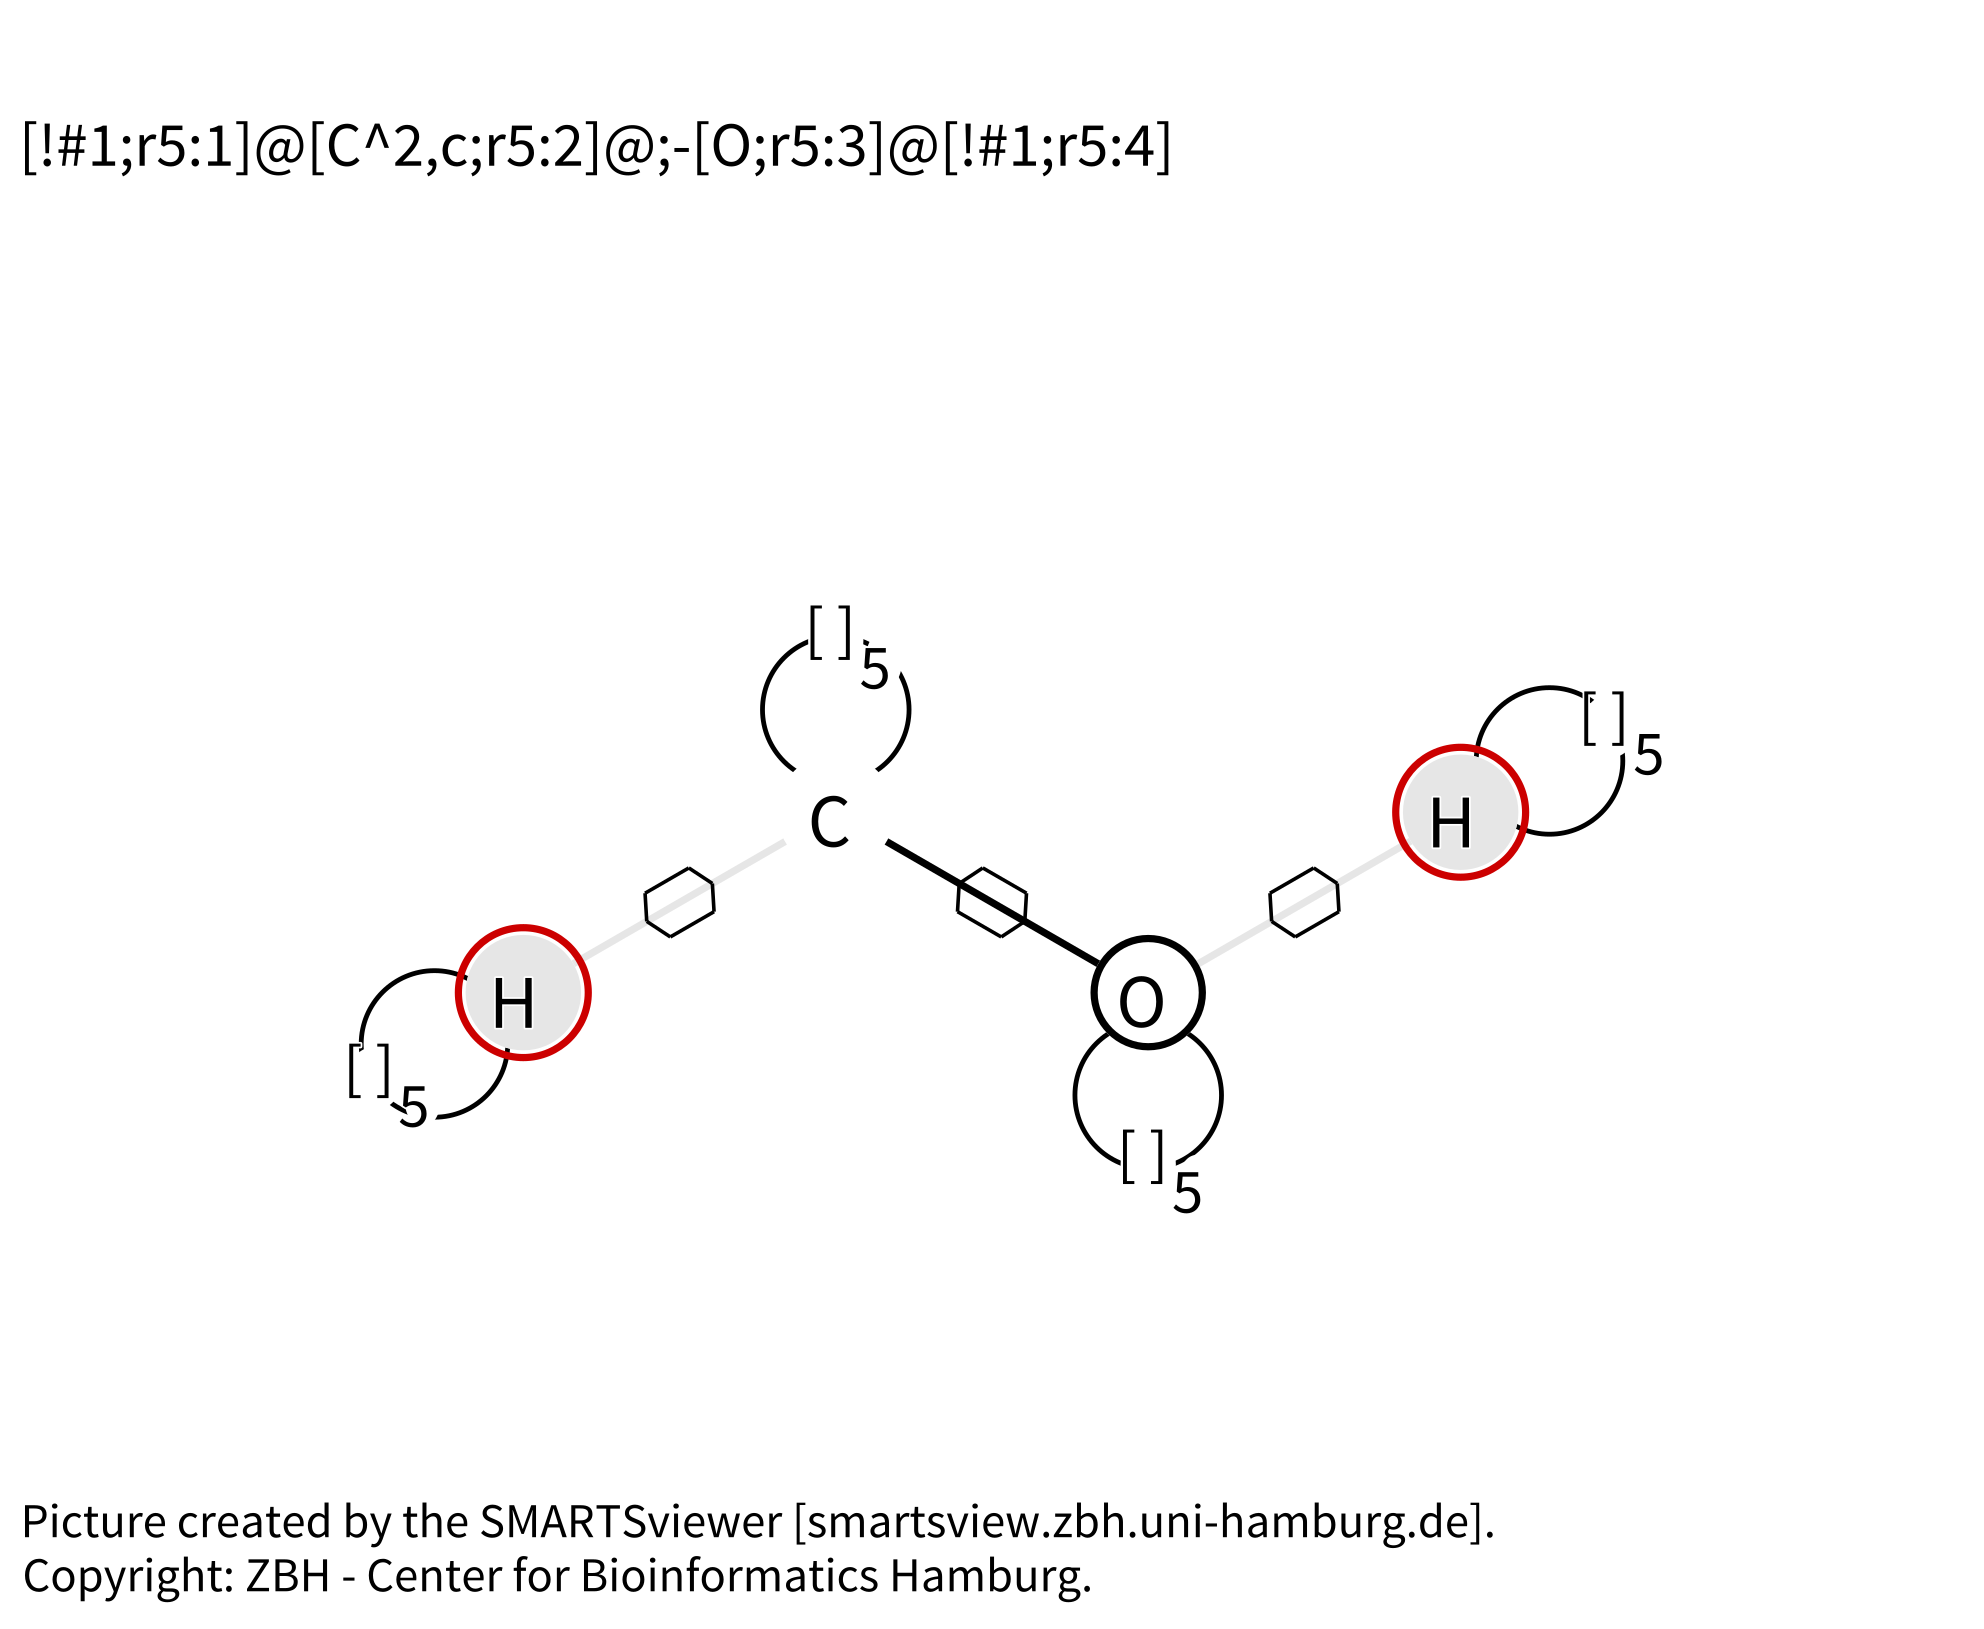 [!#1;r5:1]@[C^2,c;r5:2]@;-[O;r5:3]@[!#1;r5:4]
[ ]5
C
[ ]5
H
H
[ ]5
O
[ ]5
Picture created by the SMARTSviewer [smartsview.zbh.uni-hamburg.de].
Copyright: ZBH - Center for Bioinformatics Hamburg.